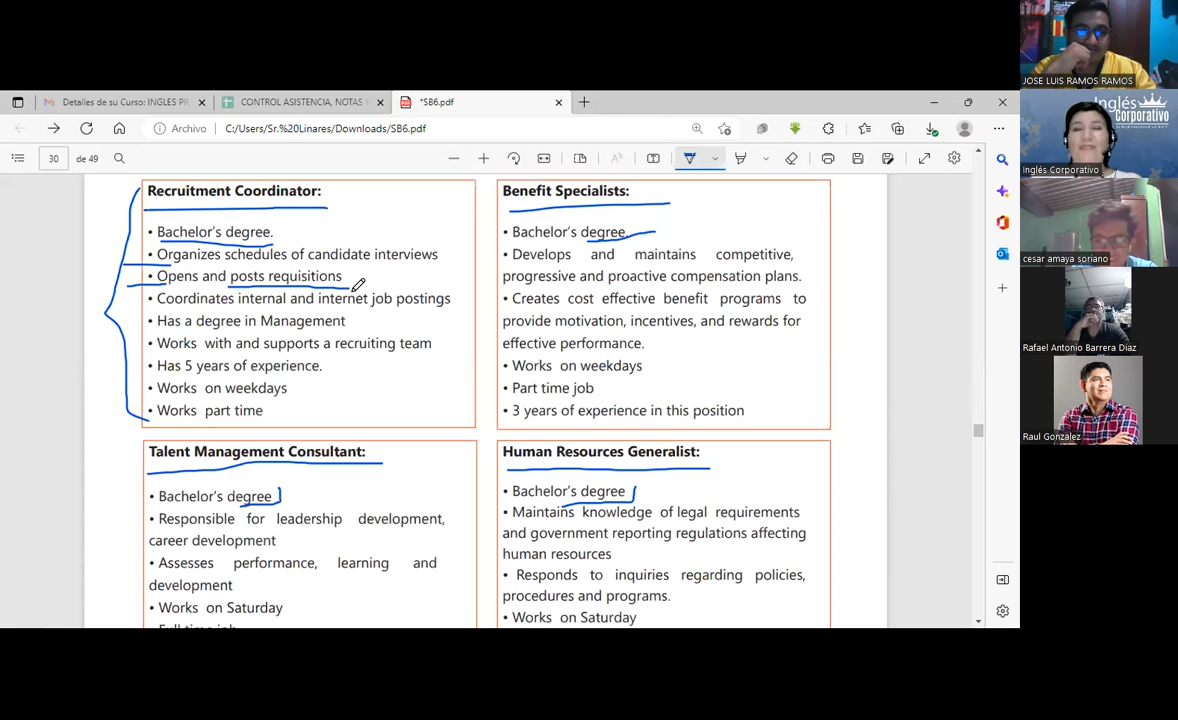 Detalles de su Curso: INGLES PR
CONTROL ASISTENCIA, NOTAS Y
*SB6.pdf
Archivo
C:/Users/Sr.%20Linares/Downloads/SB6.pdf
30 de 49
Recruitment Coordinator:
• Bachelor's degree.
• Organizes schedules of candidate interviews
• Opens and posts requisitions
• Coordinates internal and internet job postings
• Has a degree in Management
• Works with and supports a recruiting team
• Has 5 years of experience.
• Works on weekdays
• Works part time
Benefit Specialists:
• Bachelor's degree.
• Develops and maintains competitive,
progressive and proactive compensation plans.
• Creates cost effective benefit programs to
provide motivation, incentives, and rewards for
effective performance.
• Works on weekdays
• Part time job
• 3 years of experience in this position
Talent Management Consultant:
• Bachelor's degree
• Responsible for leadership development,
career development
• Assesses performance, learning and
development
• Works on Saturday
Human Resources Generalist:
• Bachelor's degree
• Maintains knowledge of legal requirements
and government reporting regulations affecting
human resources
• Responds to inquiries regarding policies,
procedures and programs.
• Works on Saturday
JOSE LUIS RAMOS RAMOS
Inglés
Corporativo
Inglés Corporativo
cesar amaya soriano
Rafael Antonio Barrera Diaz
Raul Gonzalez